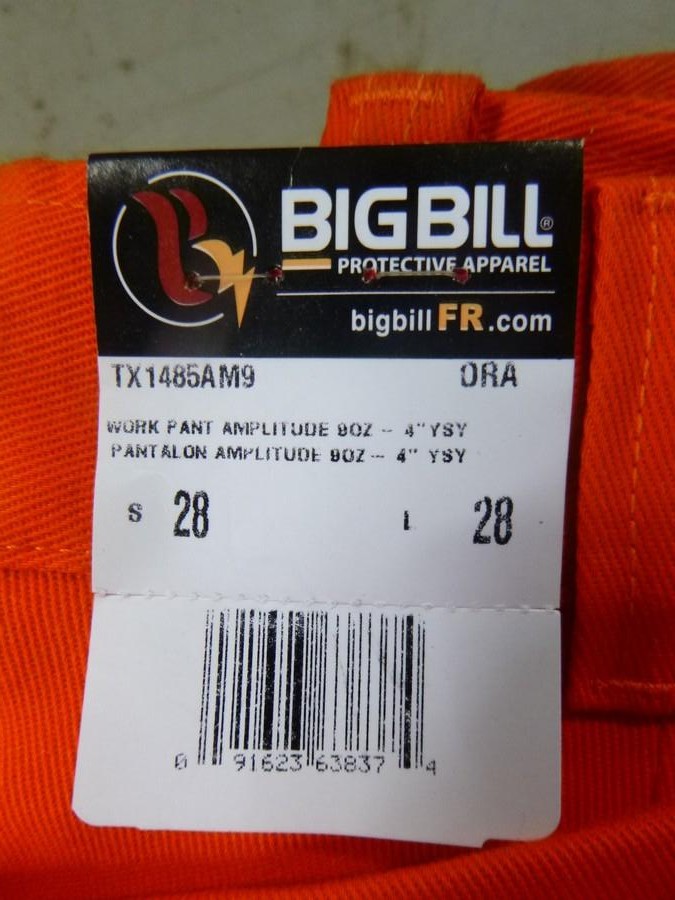 BIGBILL®
PROTECTIVE APPAREL
bigbillFR.com
TX1485AM9 ORA
WORK PANT AMPLITUDE 9OZ - 4" YSY
PANTALON AMPLITUDE 9OZ - 4" YSY
S 28 L 28
0 91623 63837 4